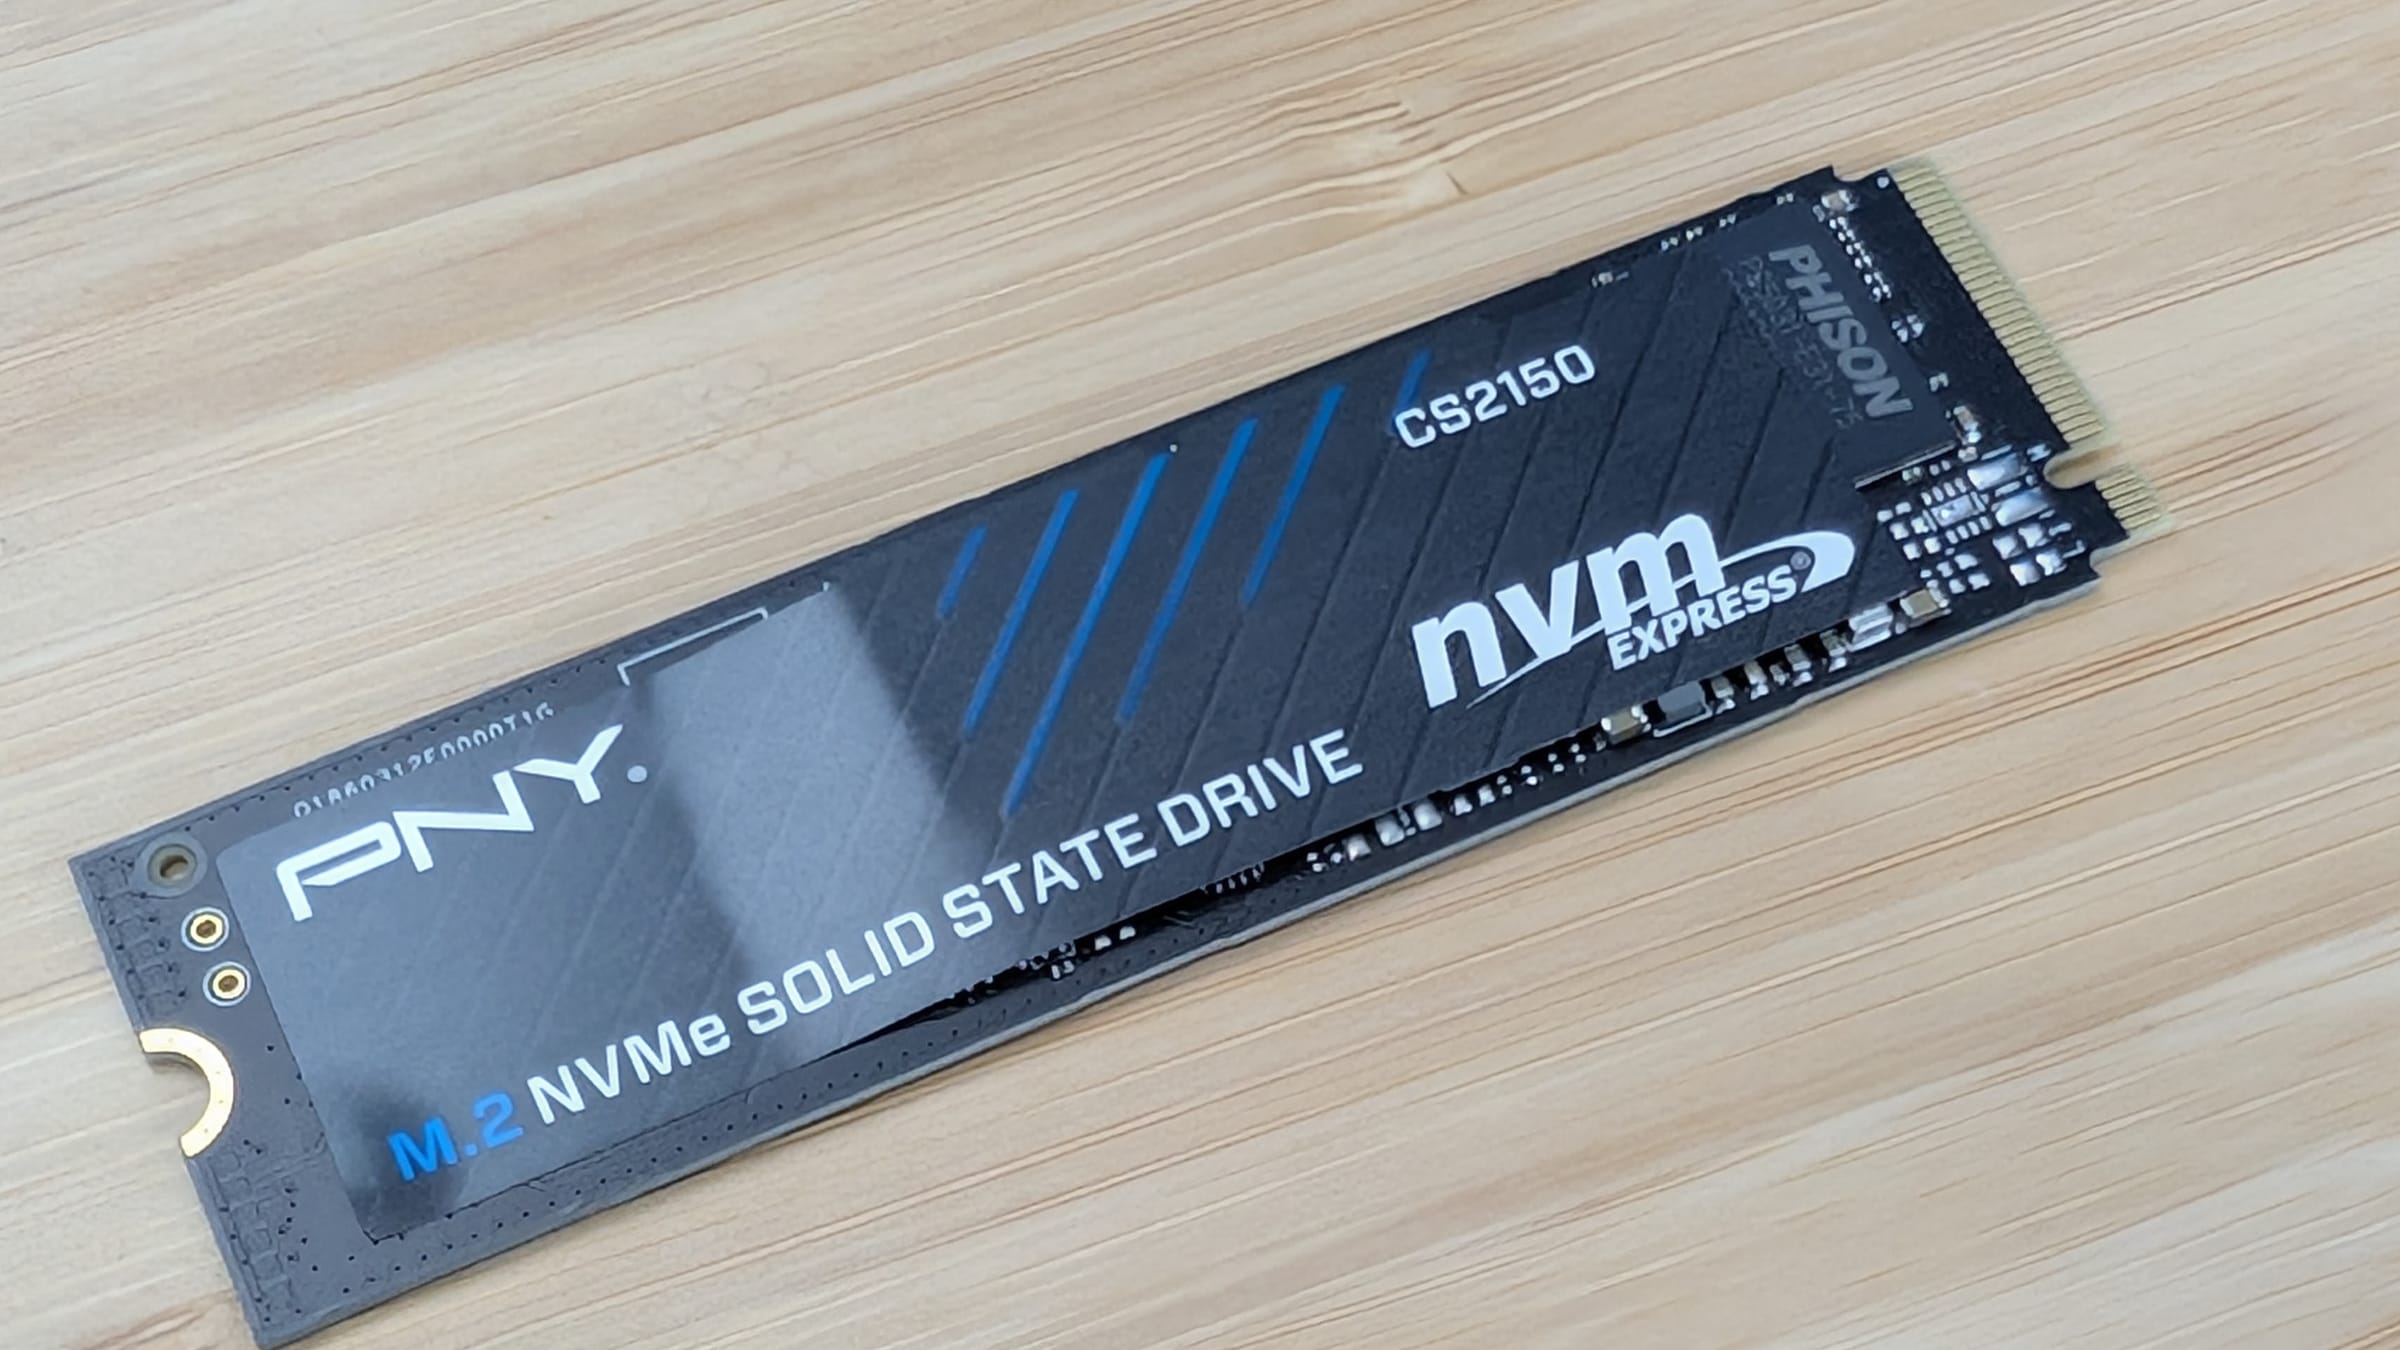 PNY
CS2150
nvm
EXPRESS®
M.2 NVMe SOLID STATE DRIVE
PHISON